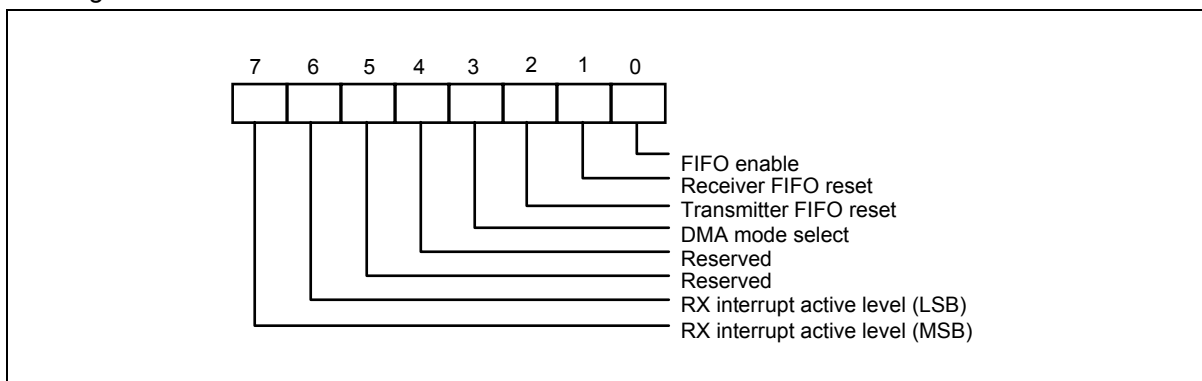 7 6 5 4 3 2 1 0
FIFO enable
Receiver FIFO reset
Transmitter FIFO reset
DMA mode select
Reserved
Reserved
RX interrupt active level (LSB)
RX interrupt active level (MSB)